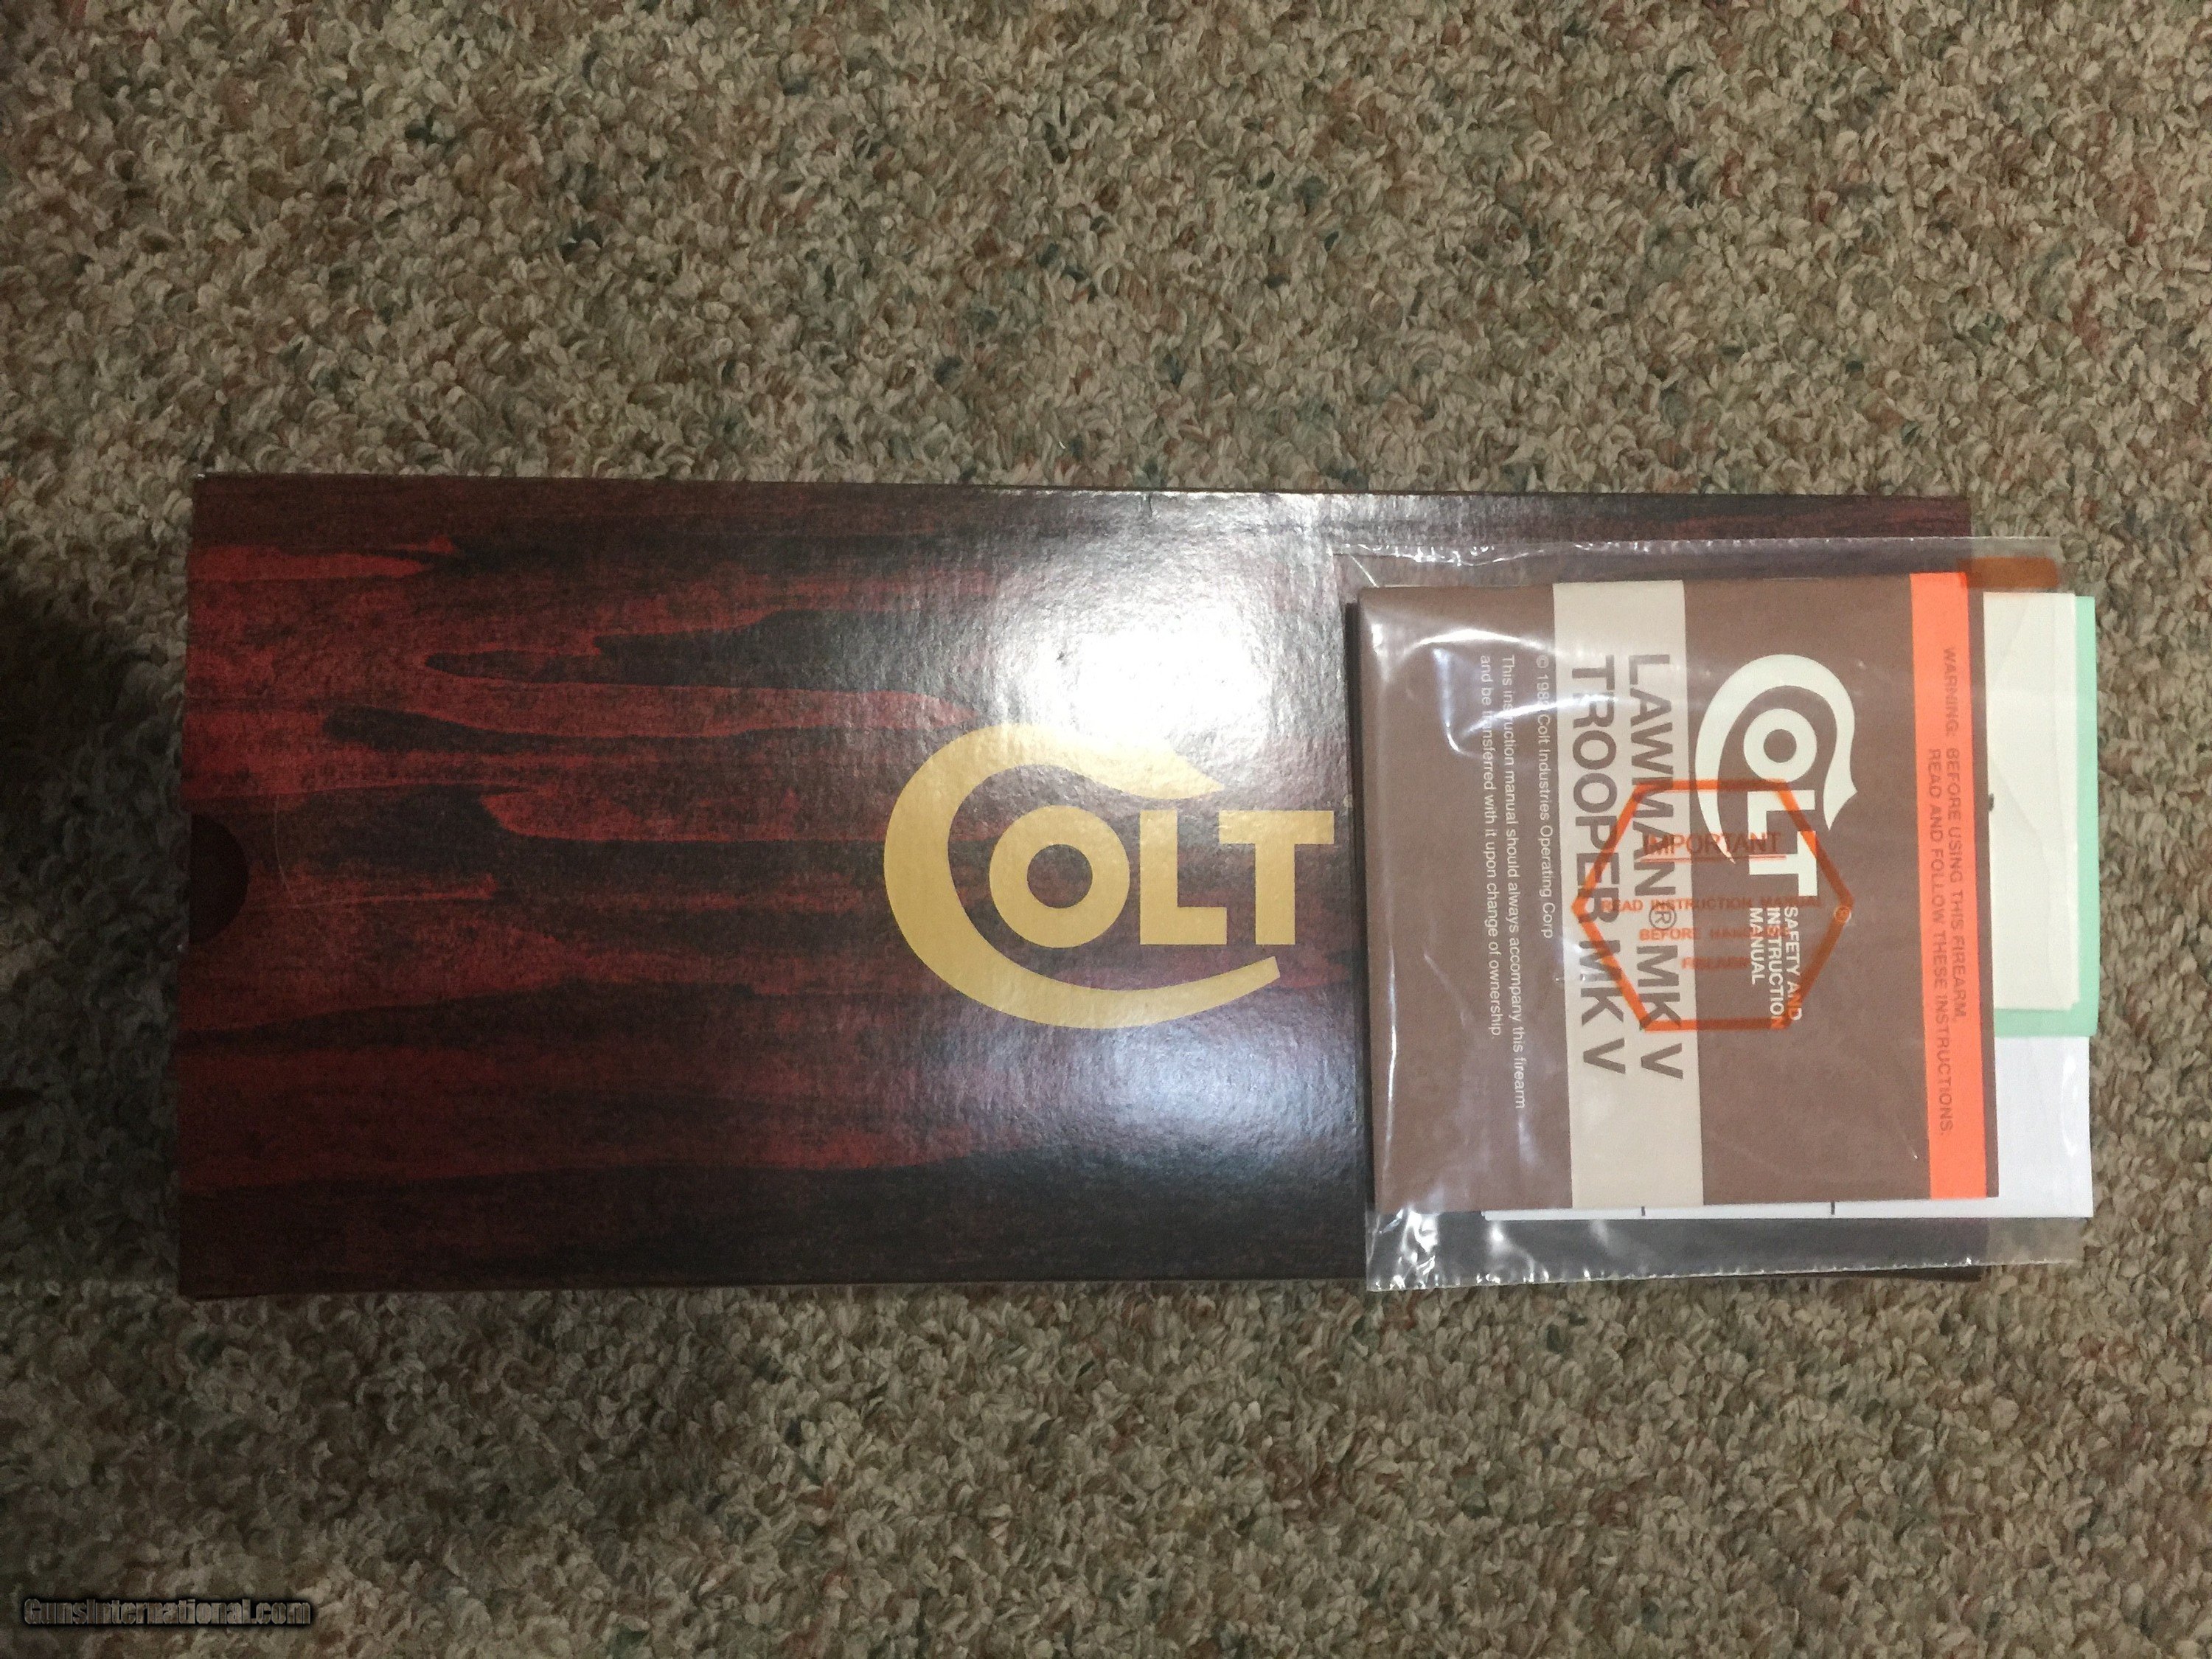 COLT
WARNING: BEFORE USING THIS FIREARM,
READ AND FOLLOW THESE INSTRUCTIONS.
COLT
SAFETY AND
INSTRUCTION
MANUAL
LAWMAN® MK V
TROOPER MK V
© Colt Industries Operating Corp
This instruction manual should always accompany this firearm
and be transferred with it upon change of ownership.
IMPORTANT
READ INSTRUCTION MANUAL
BEFORE HANDLING
FIREARM
GunsInternational.com